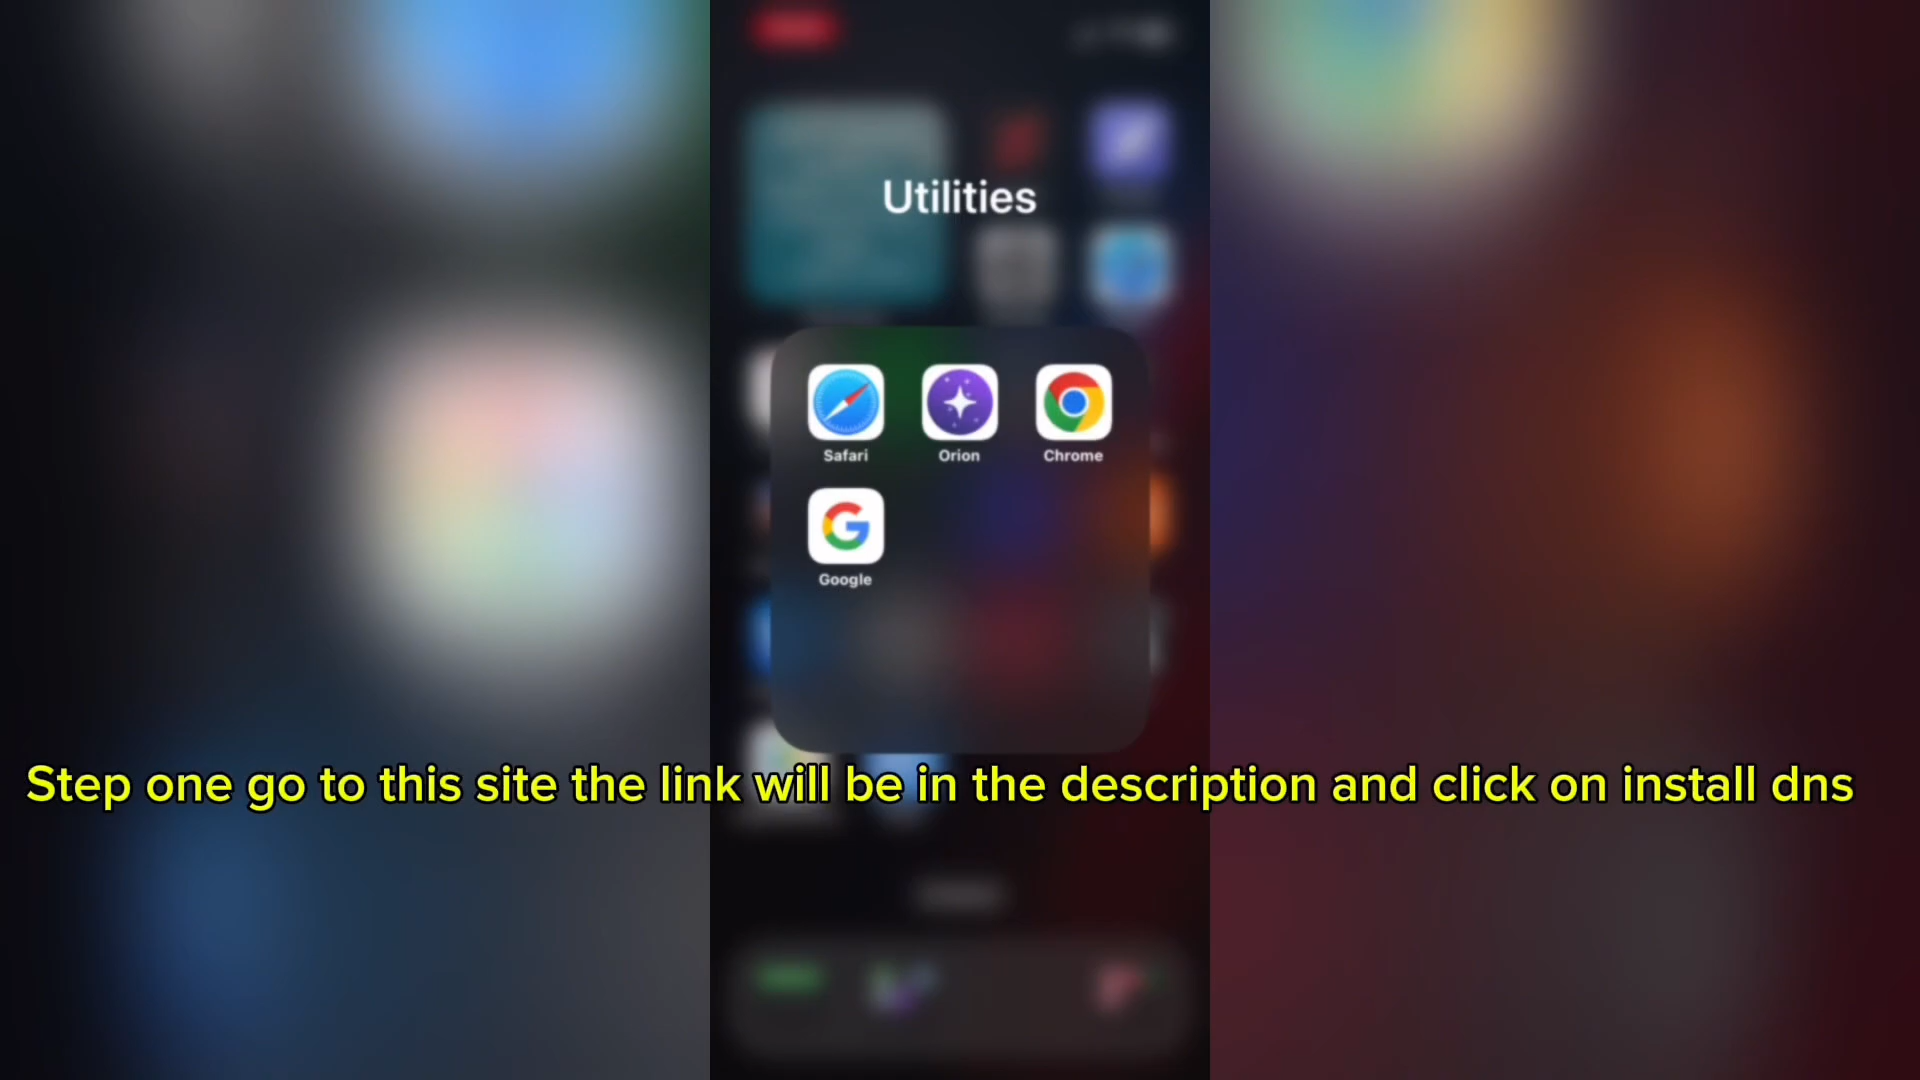 Utilities
Safari
Orion
Chrome
Google
Step one go to this site the link will be in the description and click on install dns